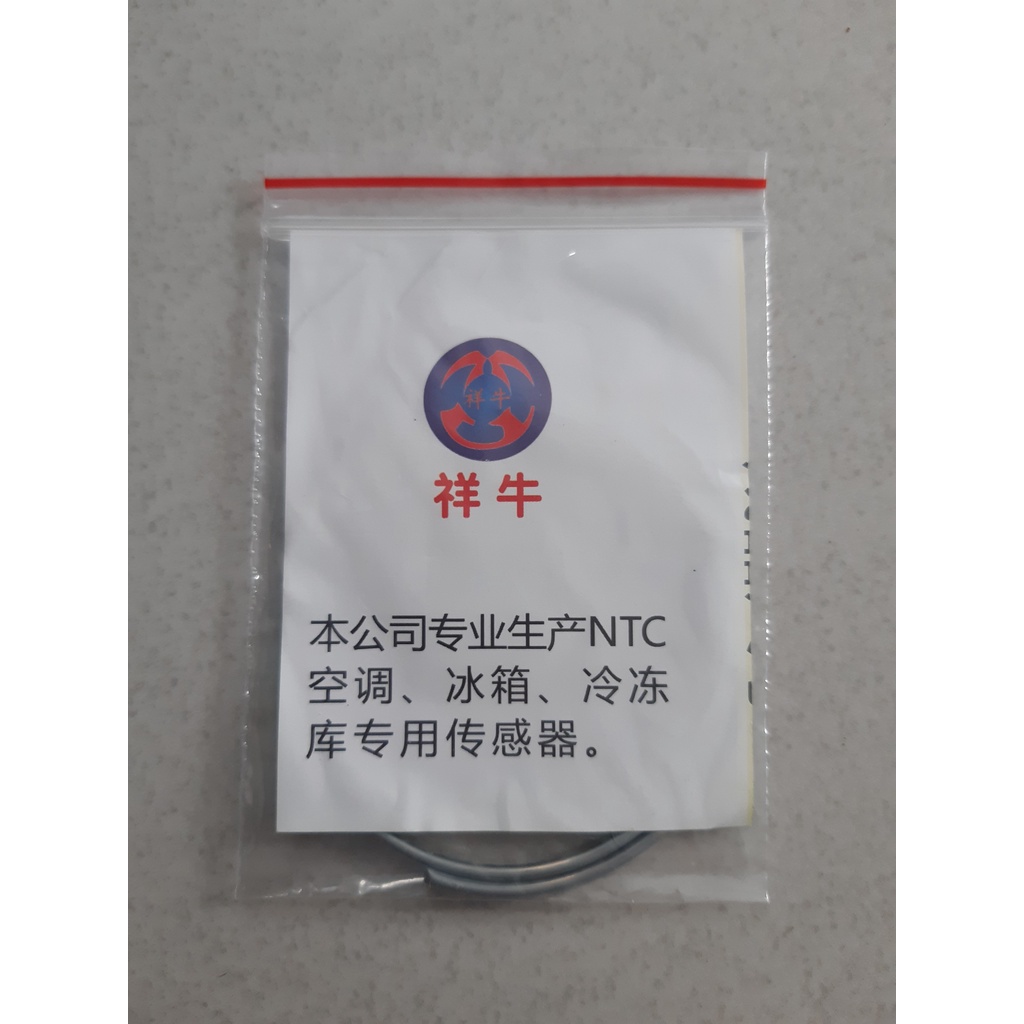 祥牛
祥牛
本公司专业生产NTC
空调、冰箱、冷冻
库专用传感器。